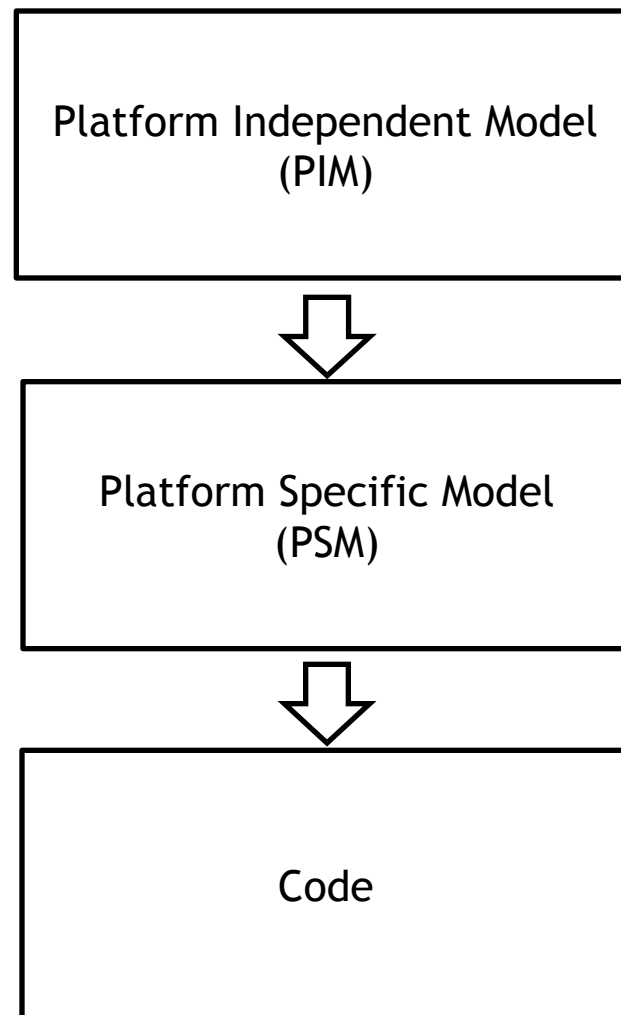 Platform Independent Model
(PIM)
Platform Specific Model
(PSM)
Code